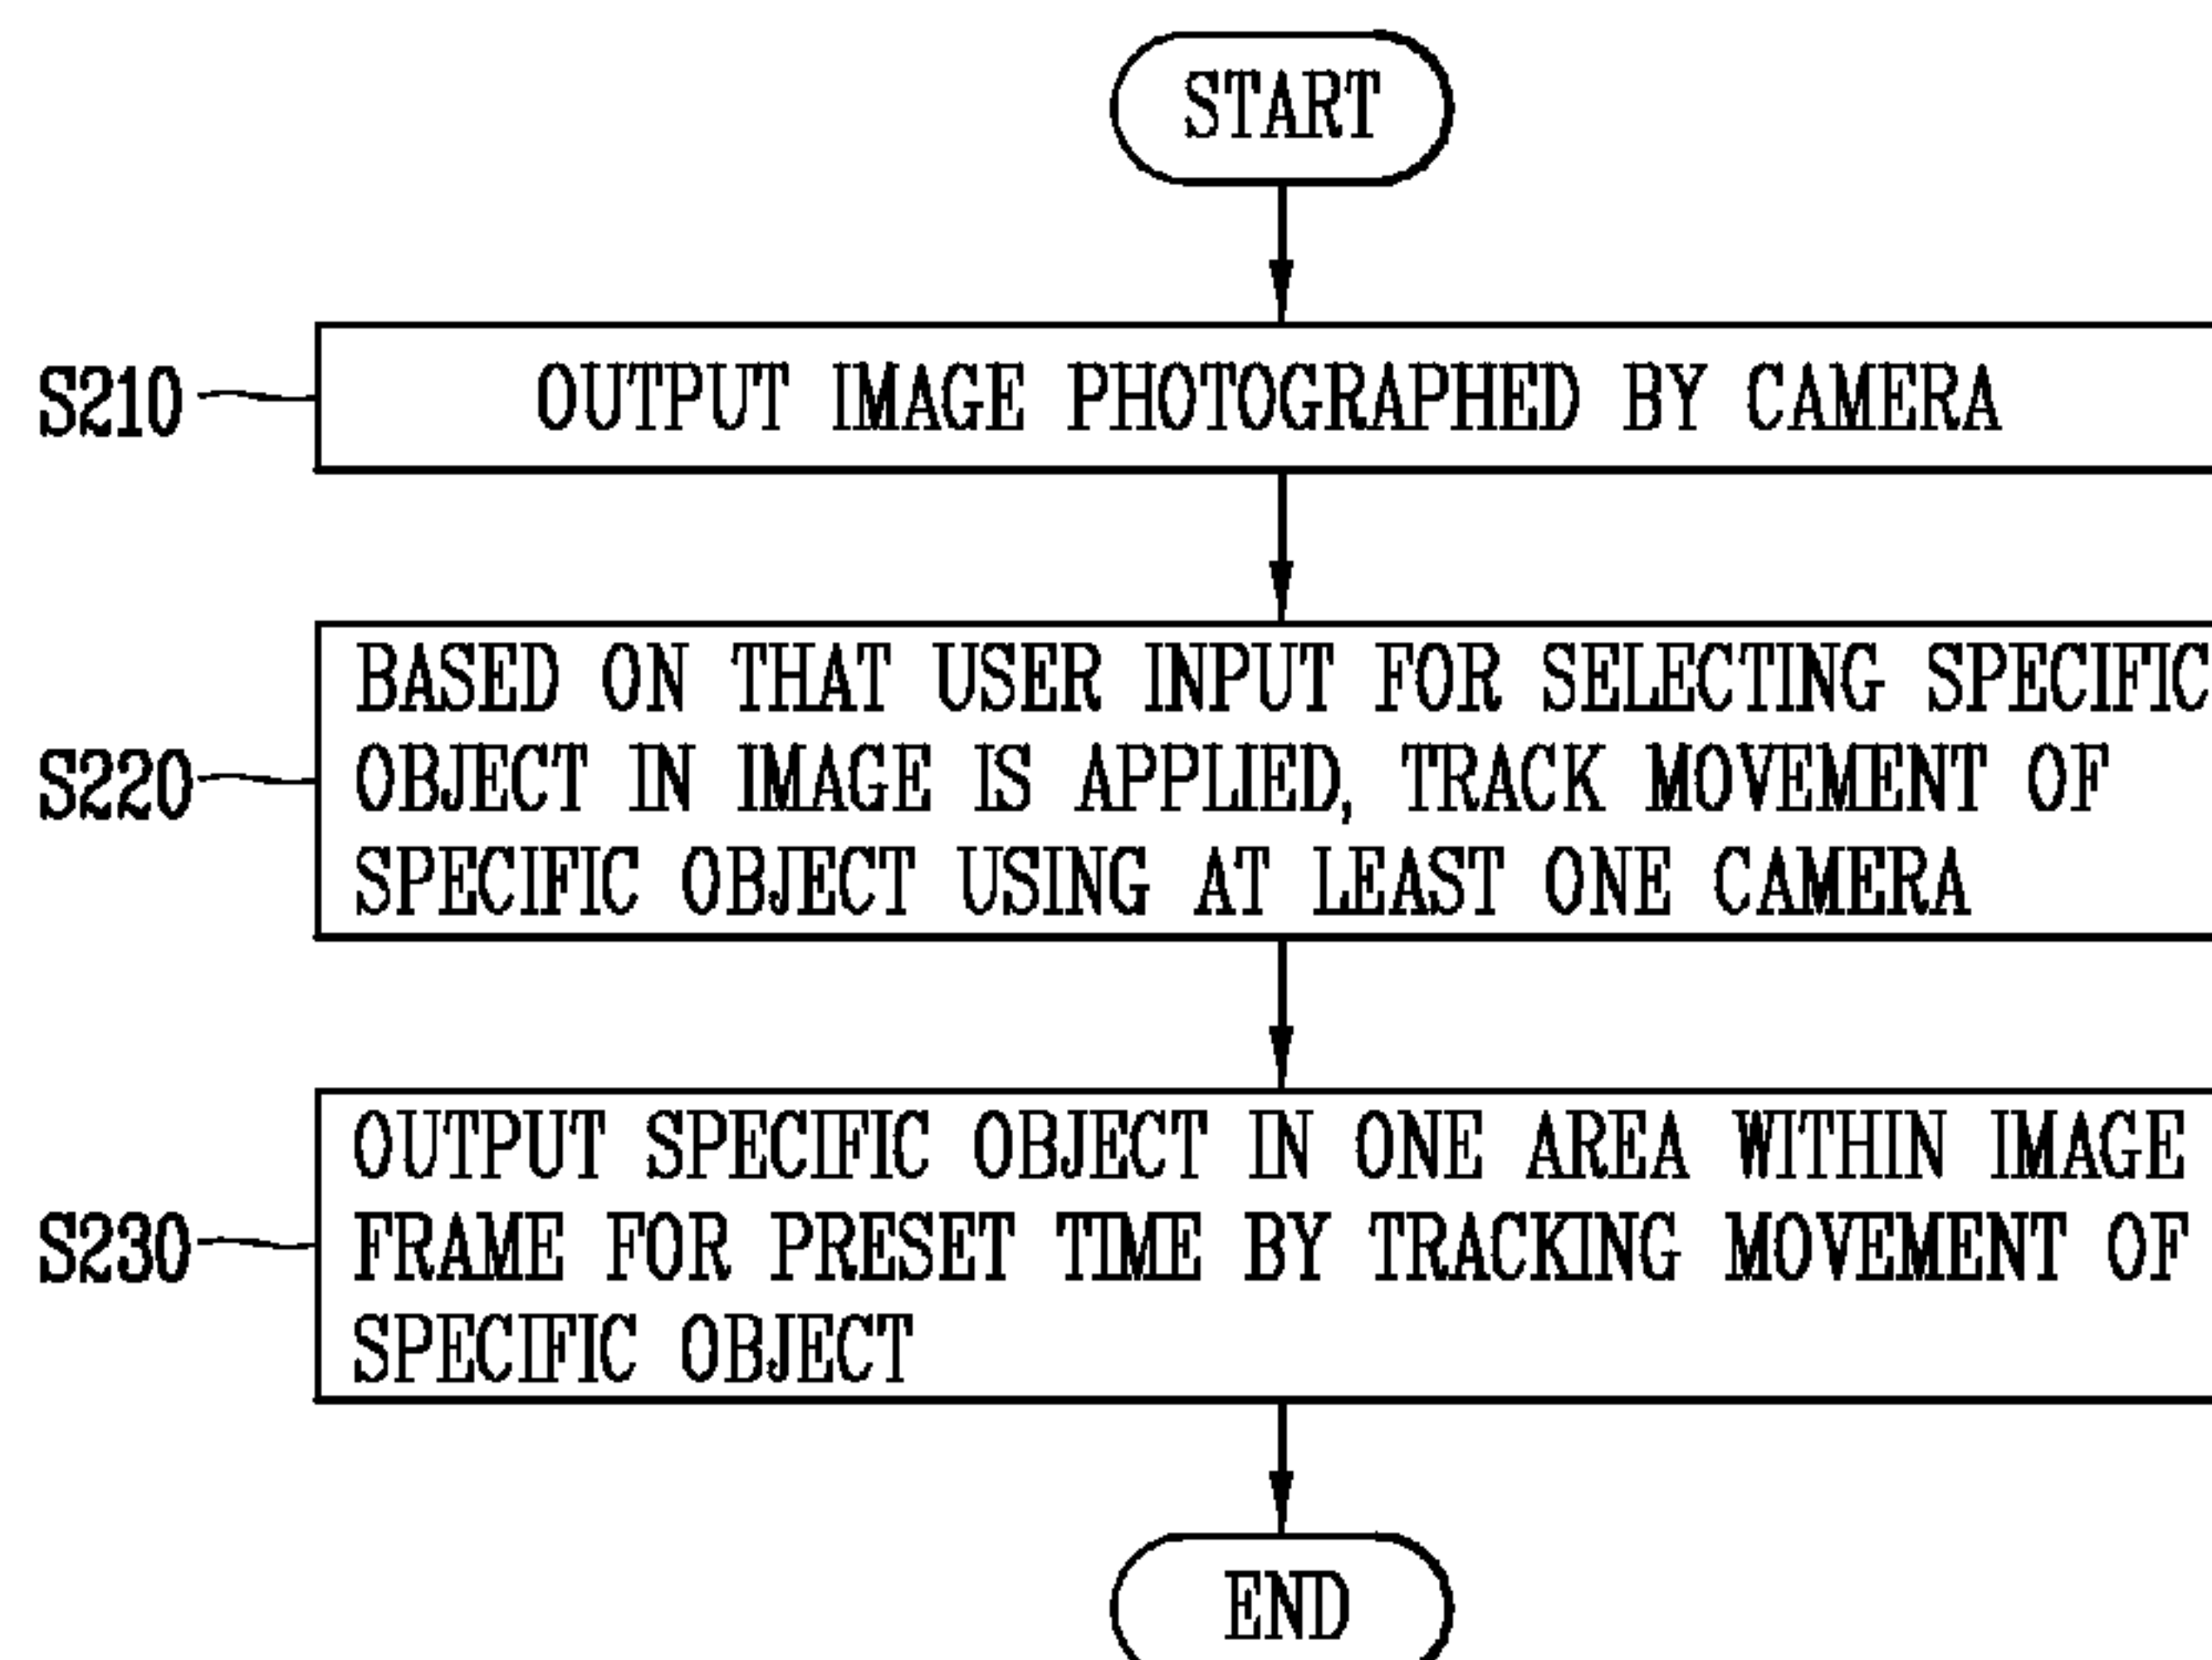 START
S210
OUTPUT IMAGE PHOTOGRAPHED BY CAMERA
BASED ON THAT USER INPUT FOR SELECTING SPECIFIC
S220
OBJECT IN IMAGE IS APPLIED, TRACK MOVEMENT OF
SPECIFIC OBJECT USING AT LEAST ONE CAMERA
OUTPUT SPECIFIC OBJECT IN ONE AREA WITHIN IMAGE
S230
FRAME FOR PRESET TIME BY TRACKING MOVEMENT OF
SPECIFIC OBJECT
END